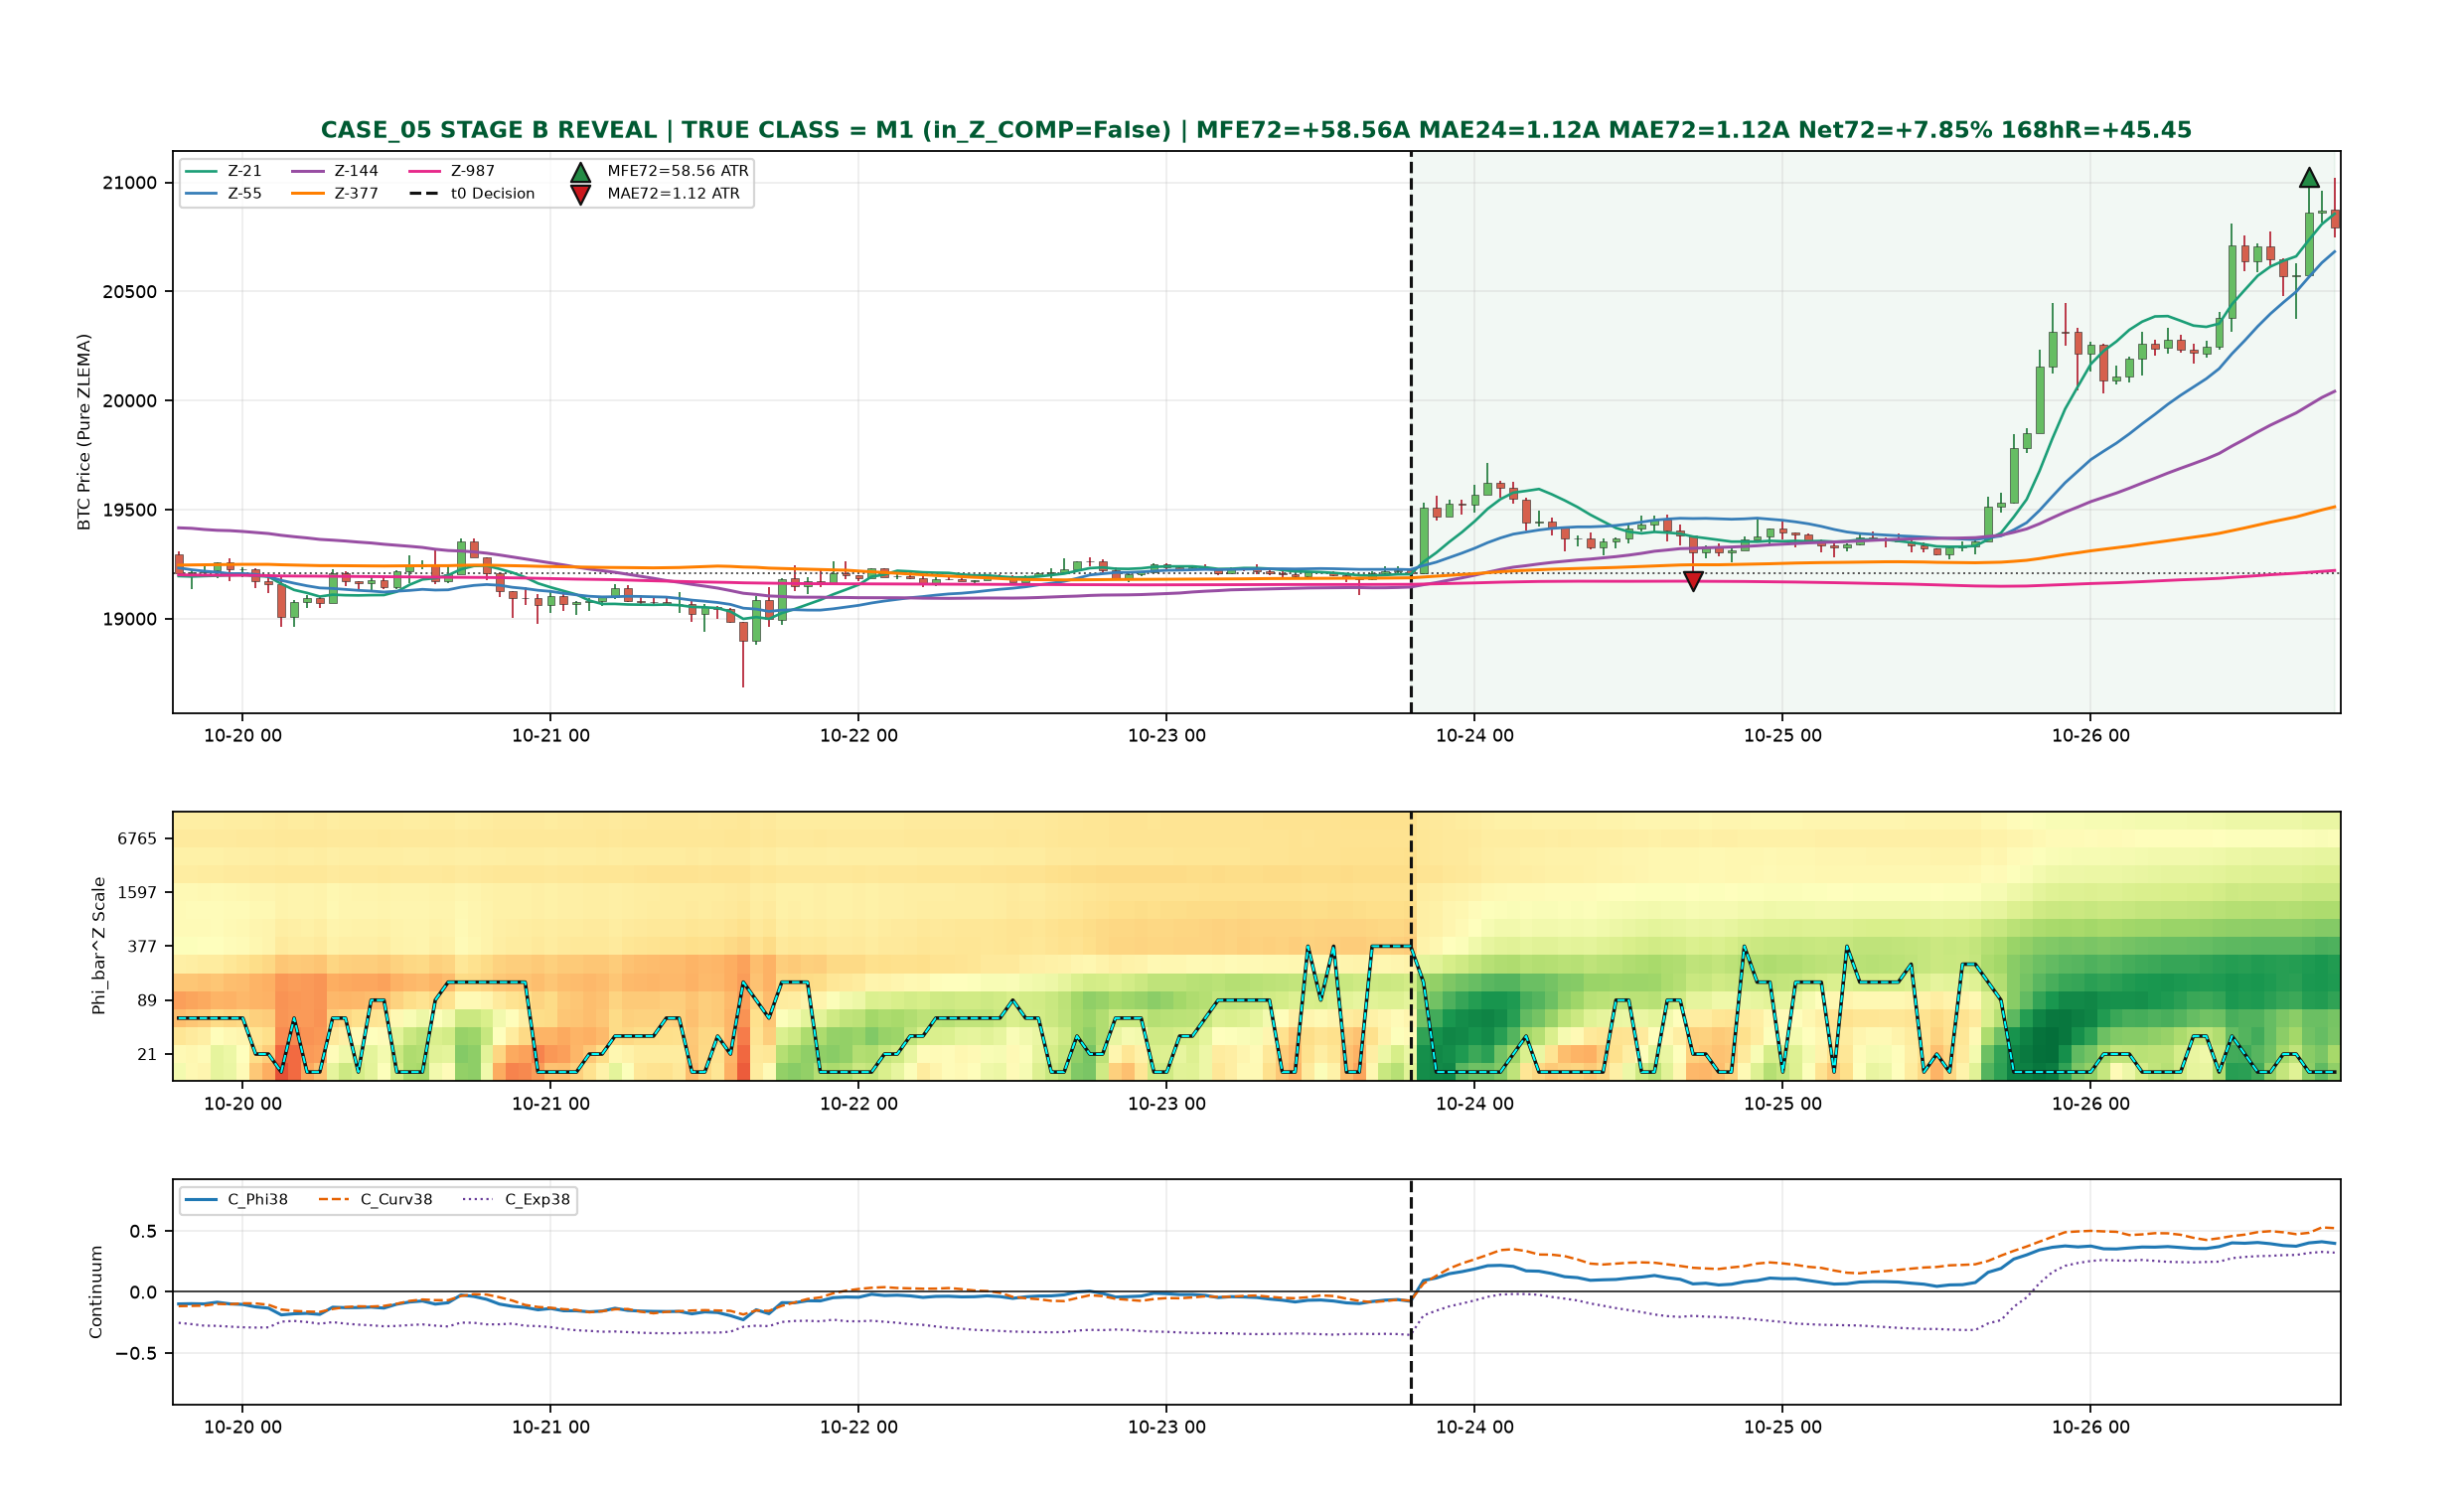 CASE_05 STAGE B REVEAL | TRUE CLASS = M1 (in_Z_COMP=False) | MFE72=+58.56A MAE24=1.12A MAE72=1.12A Net72=+7.85% 168hR=+45.45
Z-21 Z-144 Z-987 MFE72=58.56 ATR
Z-55 Z-377 t0 Decision MAE72=1.12 ATR
BTC Price (Pure ZLEMA)
21000
20500
20000
19500
19000
10-20 00 10-21 00 10-22 00 10-23 00 10-24 00 10-25 00 10-26 00
Phi_bar^Z Scale
6765
1597
377
89
21
10-20 00 10-21 00 10-22 00 10-23 00 10-24 00 10-25 00 10-26 00
C_Phi38 C_Curv38 C_Exp38
Continuum
0.5
0.0
−0.5
10-20 00 10-21 00 10-22 00 10-23 00 10-24 00 10-25 00 10-26 00